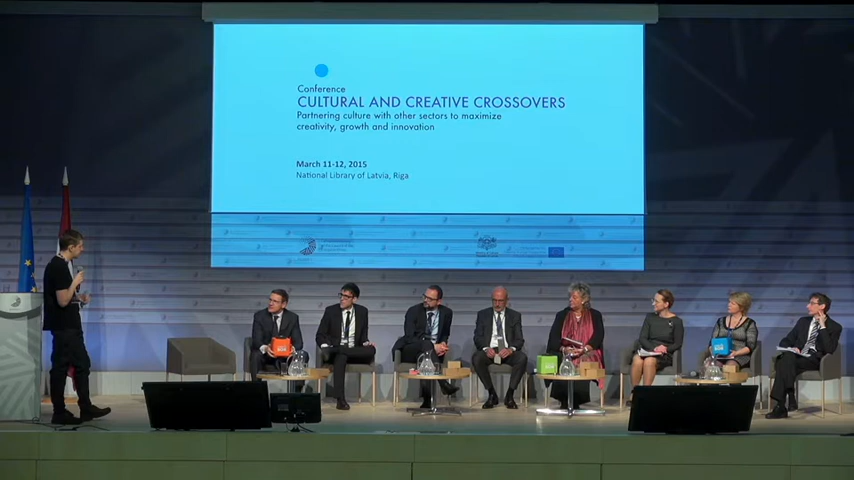 Conference
CULTURAL AND CREATIVE CROSSOVERS
Partnering culture with other sectors to maximize
creativity, growth and innovation
March 11-12, 2015
National Library of Latvia, Riga